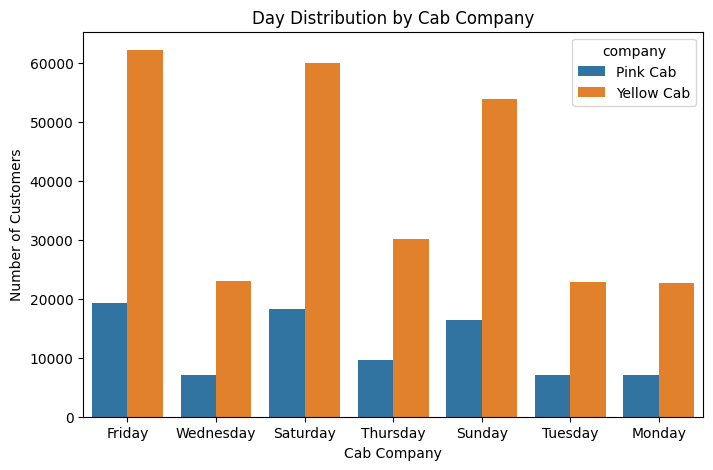 Day Distribution by Cab Company
company
Pink Cab
Yellow Cab
Number of Customers
60000
50000
40000
30000
20000
10000
0
Friday Wednesday Saturday Thursday Sunday Tuesday Monday
Cab Company